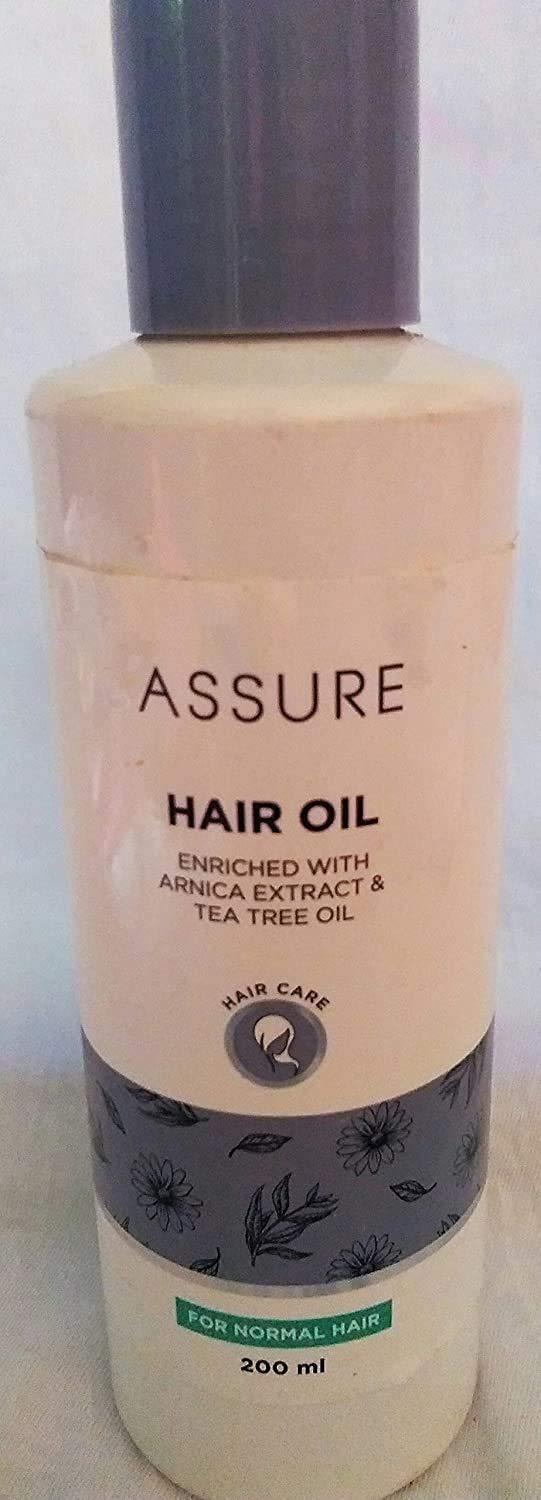 ASSURE
HAIR OIL
ENRICHED WITH
ARNICA EXTRACT &
TEA TREE OIL
HAIR CARE
FOR NORMAL HAIR
200 ml